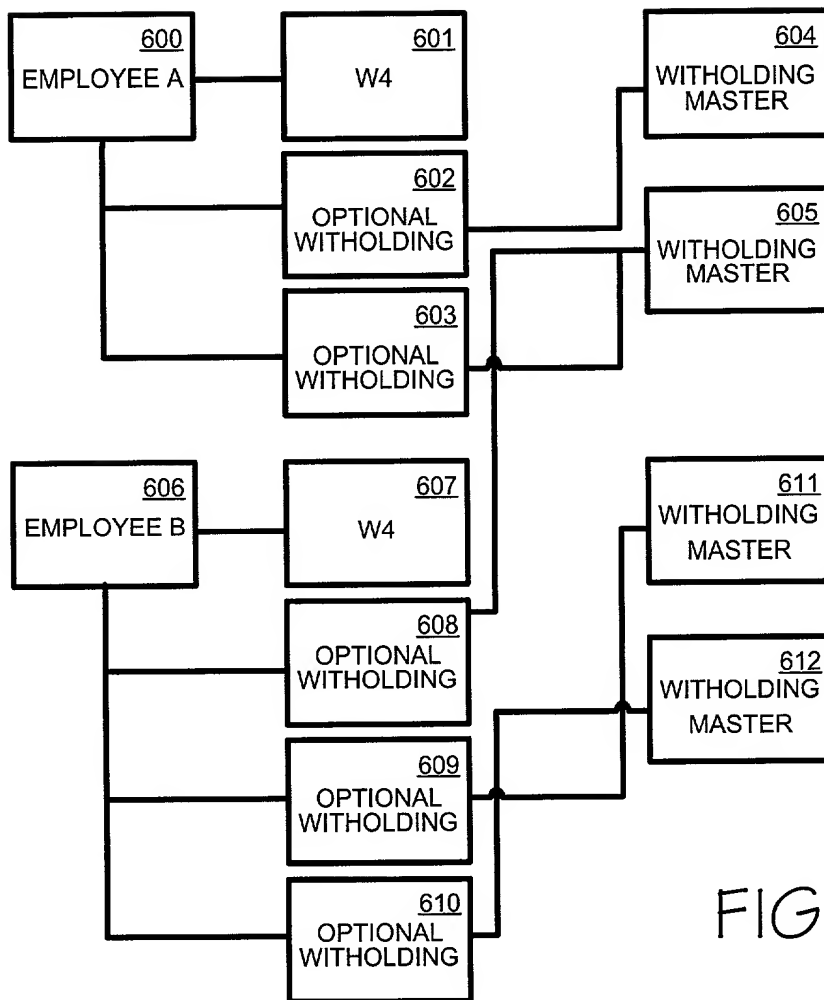 600
EMPLOYEE A
601
W4
602
OPTIONAL
WITHOLDING
603
OPTIONAL
WITHOLDING
604
WITHOLDING
MASTER
605
WITHOLDING
MASTER
606
EMPLOYEE B
607
W4
608
OPTIONAL
WITHOLDING
609
OPTIONAL
WITHOLDING
610
OPTIONAL
WITHOLDING
611
WITHOLDING
MASTER
612
WITHOLDING
MASTER
FIG